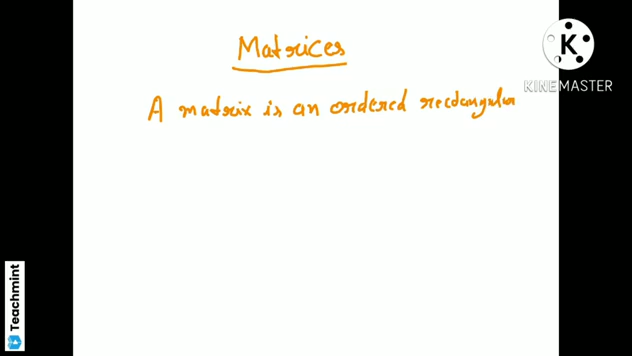 Matrices
K
KINEMASTER
A matrix is an ordered rectangular
Teachmint